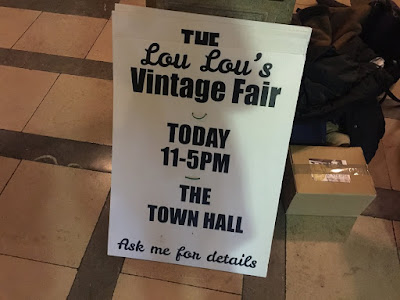 THE
Lou Lou's
Vintage Fair
TODAY
11-5PM
THE
TOWN HALL
Ask me for details